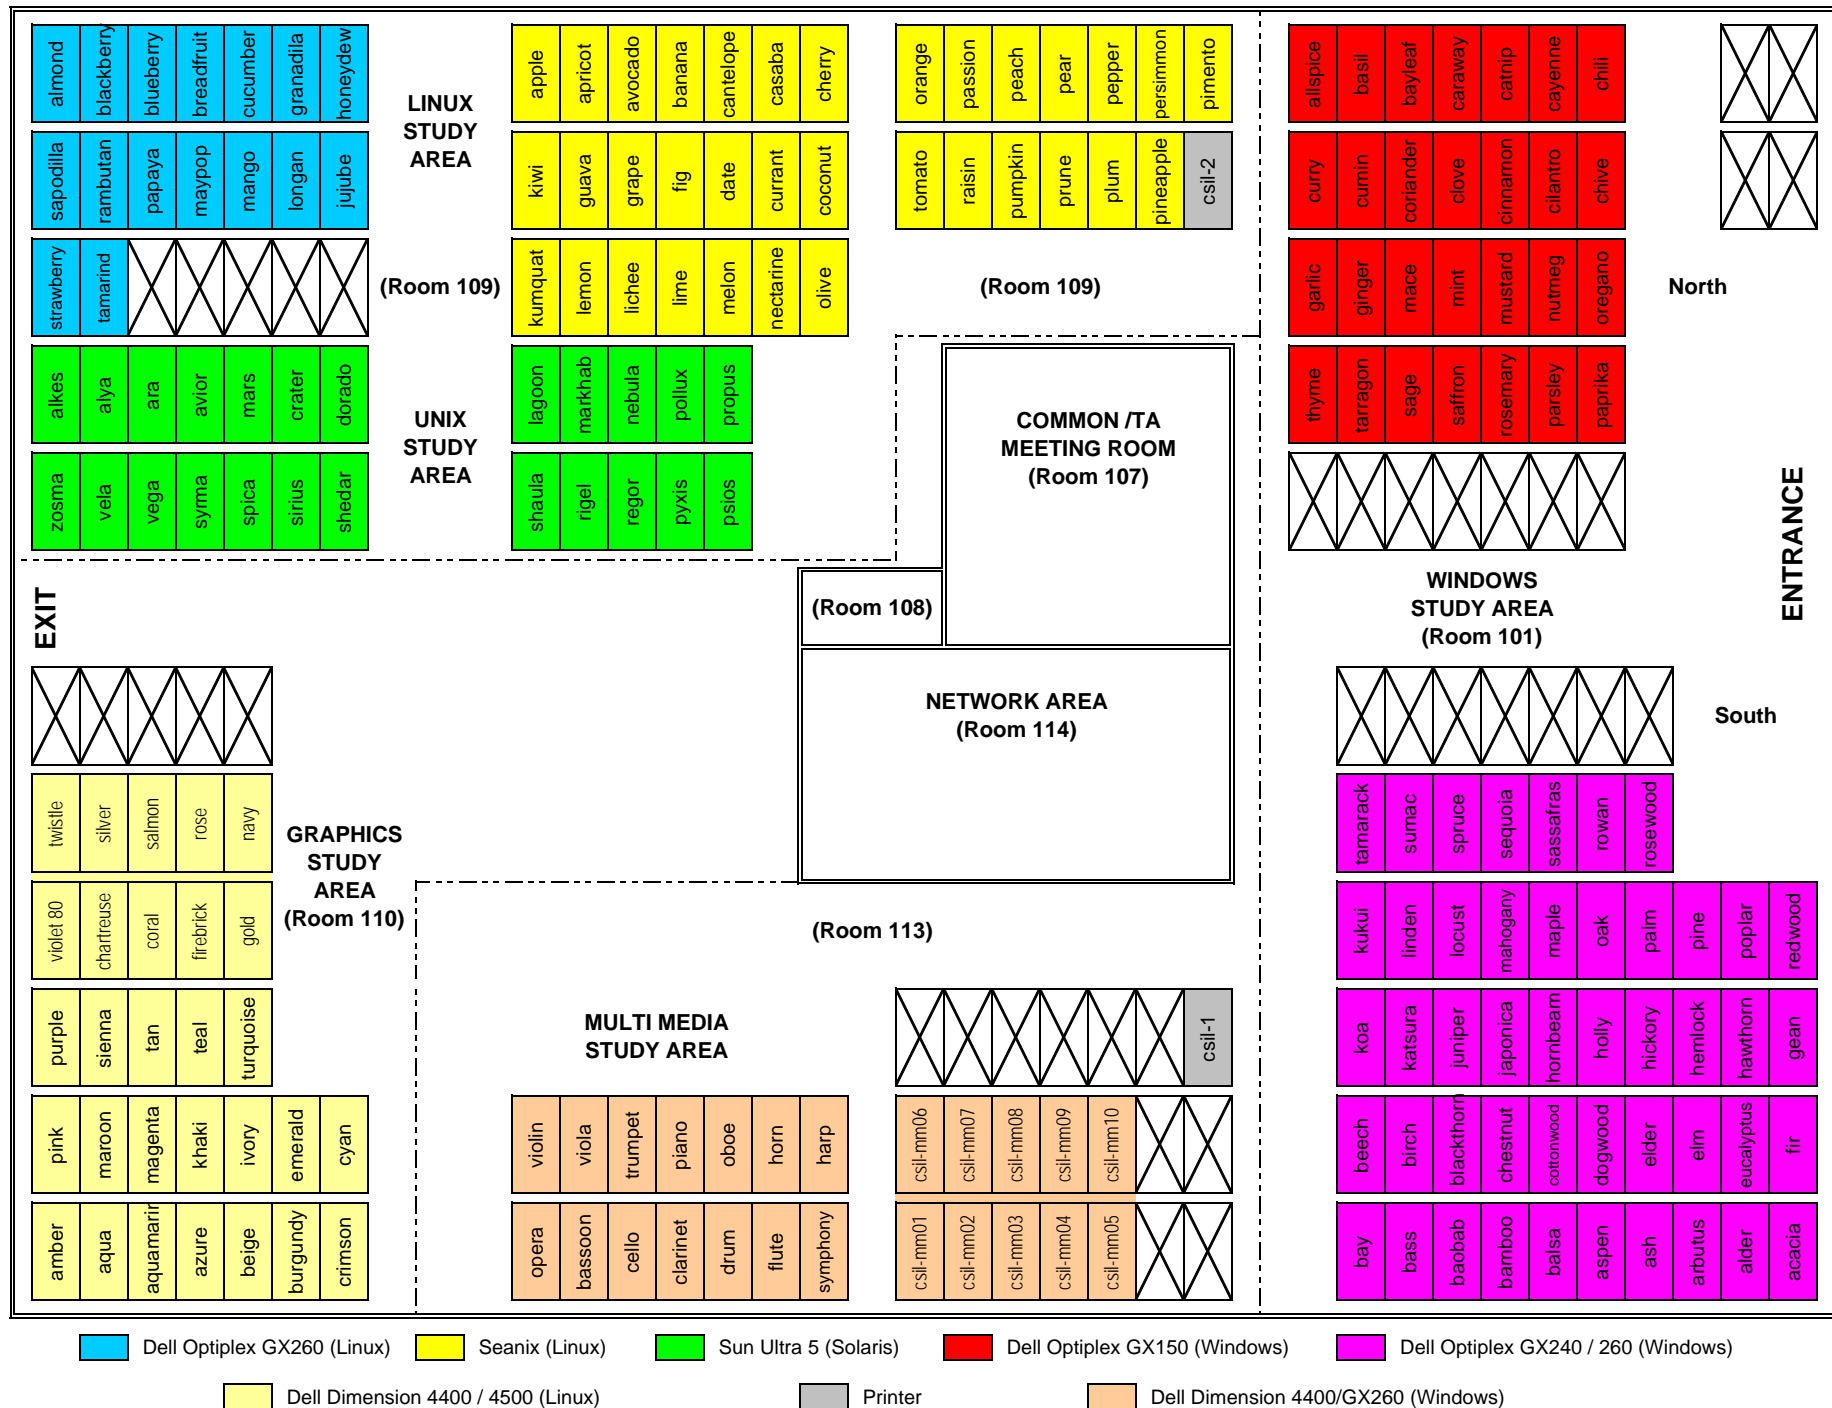 almond blackberry blueberry breadfruit cucumber granadila honeydew
LINUX
STUDY
AREA
apple apricot avocado banana cantelope casaba cherry
orange passion peach pear pepper persimmon pimento
allspice basil bayleaf caraway catnip cayenne chili
sapodilla rambutan papaya maypop mango longan jujube
kiwi guava grape fig date currant coconut
tomato raisin pumpkin prune plum pineapple csil-2
curry cumin coriander clove cinnamon cilantro chive
strawberry tamarind
(Room 109)
kumquat lemon lichee lime melon nectarine olive
(Room 109)
garlic ginger mace mint mustard nutmeg oregano
North
alkes alya ara avior mars crater dorado
UNIX
STUDY
AREA
lagoon markhab nebula pollux propus
COMMON /TA
MEETING ROOM
(Room 107)
thyme tarragon sage saffron rosemary parsley paprika
zosma vela vega syrma spica sirius shedar
shaula rigel regor pyxis psios
ENTRANCE
EXIT
(Room 108)
WINDOWS
STUDY AREA
(Room 101)
NETWORK AREA
(Room 114)
South
twistle silver salmon rose navy
GRAPHICS
STUDY
AREA
(Room 110)
tamarack sumac spruce sequoia sassafras rowan rosewood
violet 80 chartreuse coral firebrick gold
(Room 113)
kukui linden locust mahogany maple oak palm pine poplar redwood
purple sienna tan teal turquoise
MULTI MEDIA
STUDY AREA
csil-1
koa katsura juniper japonica hornbeam holly hickory hemlock hawthorn gean
pink maroon magenta khaki ivory emerald cyan
violin viola trumpet piano oboe horn harp
csil-mm06 csil-mm07 csil-mm08 csil-mm09 csil-mm10
beech birch blackthorn chestnut cottonwood dogwood elder elm eucalyptus fir
amber aqua aquamarin azure beige burgundy crimson
opera bassoon cello clarinet drum flute symphony
csil-mm01 csil-mm02 csil-mm03 csil-mm04 csil-mm05
bay bass baobab bamboo balsa aspen ash arbutus alder acacia
Dell Optiplex GX260 (Linux)
Seanix (Linux)
Sun Ultra 5 (Solaris)
Dell Optiplex GX150 (Windows)
Dell Optiplex GX240 / 260 (Windows)
Dell Dimension 4400 / 4500 (Linux)
Printer
Dell Dimension 4400/GX260 (Windows)